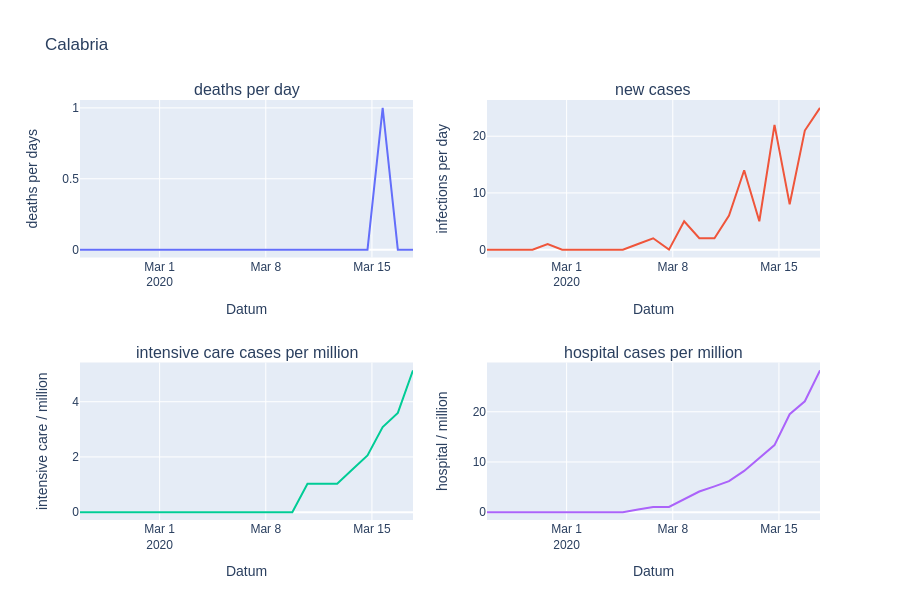 Calabria
deaths per day
deaths per days
1
0.5
0
Mar 1
2020
Mar 8
Mar 15
Datum
new cases
infections per day
20
10
0
Mar 1
2020
Mar 8
Mar 15
Datum
intensive care cases per million
intensive care / million
4
2
0
Mar 1
2020
Mar 8
Mar 15
Datum
hospital cases per million
hospital / million
20
10
0
Mar 1
2020
Mar 8
Mar 15
Datum